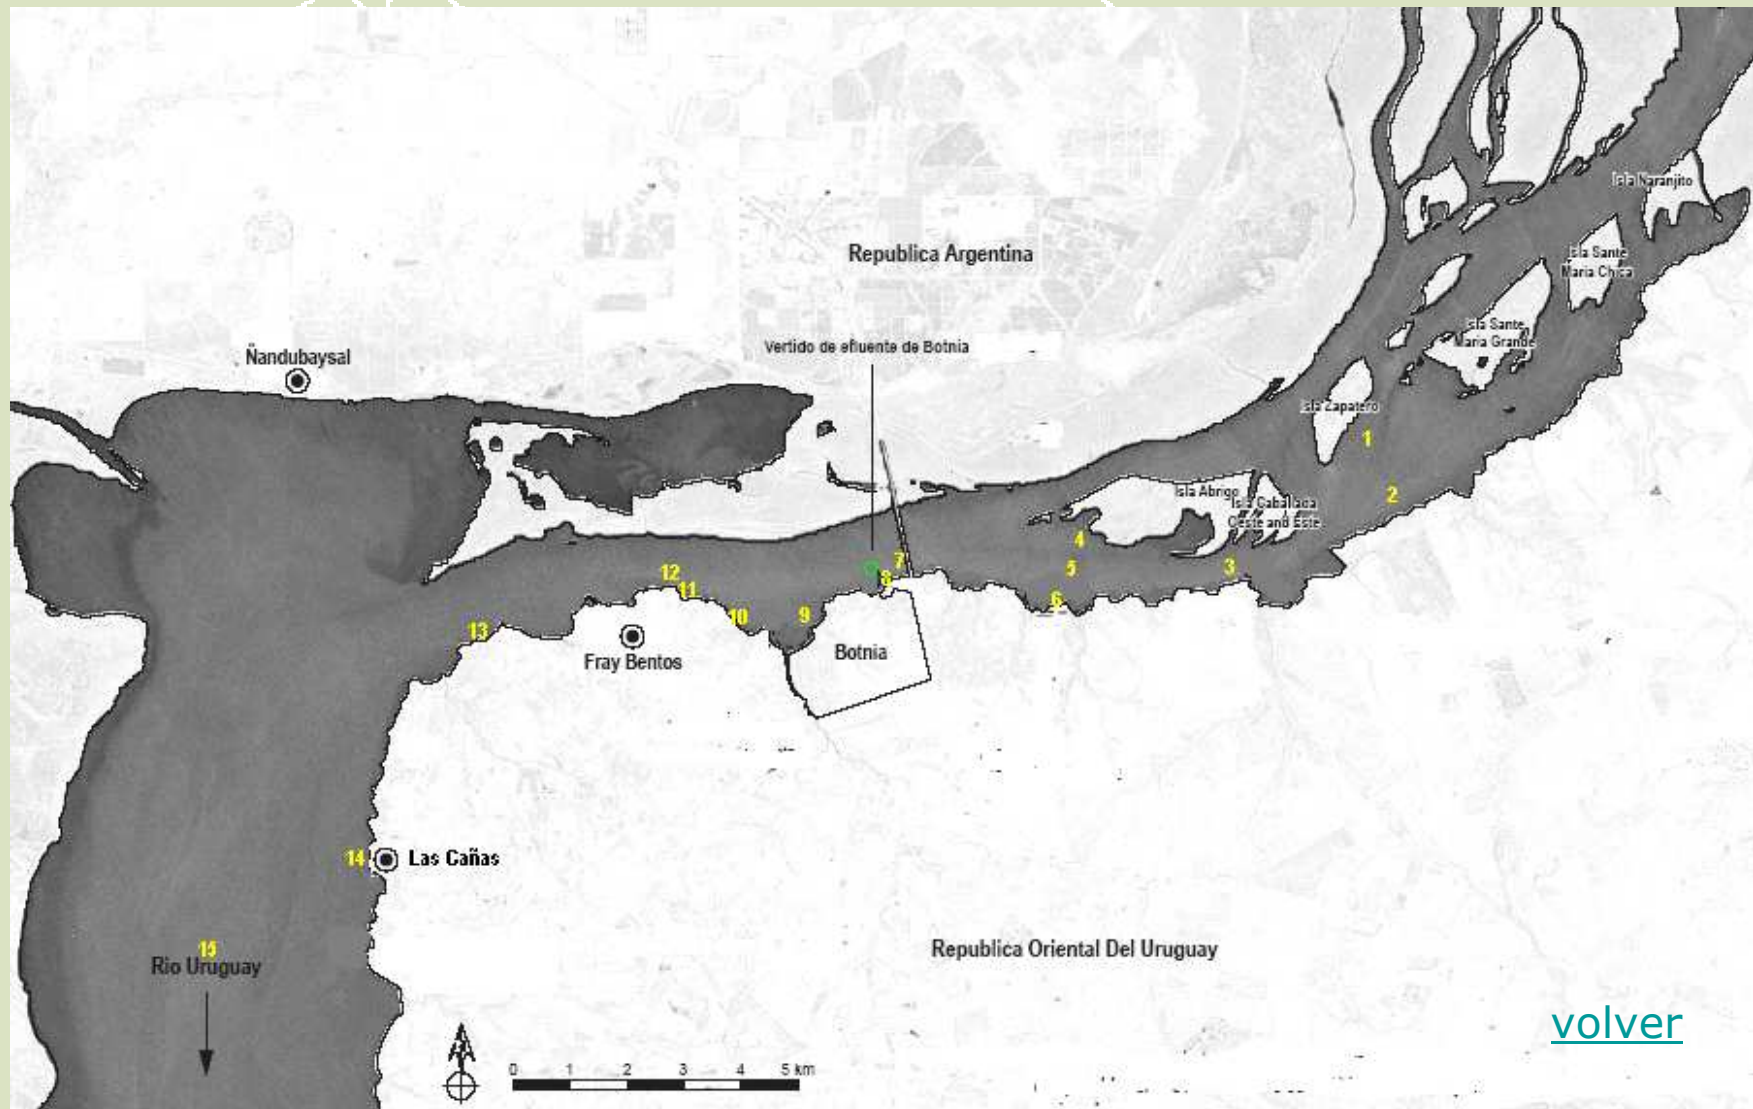 Isla Naranjito
Isla Sante
Maria Chica
Republica Argentina
Isla Sante
Maria Grande
Vertido de efluente de Botnia
Ñandubaysal
Isla Zapatero
1
Isla Abrigo
2
Isla Caballada
Oeste and Este
4
7
5
3
12
8
11
6
10
9
13
Fray Bentos
Botnia
14
Las Cañas
15
Rio Uruguay
Republica Oriental Del Uruguay
volver
0 1 2 3 4 5 km